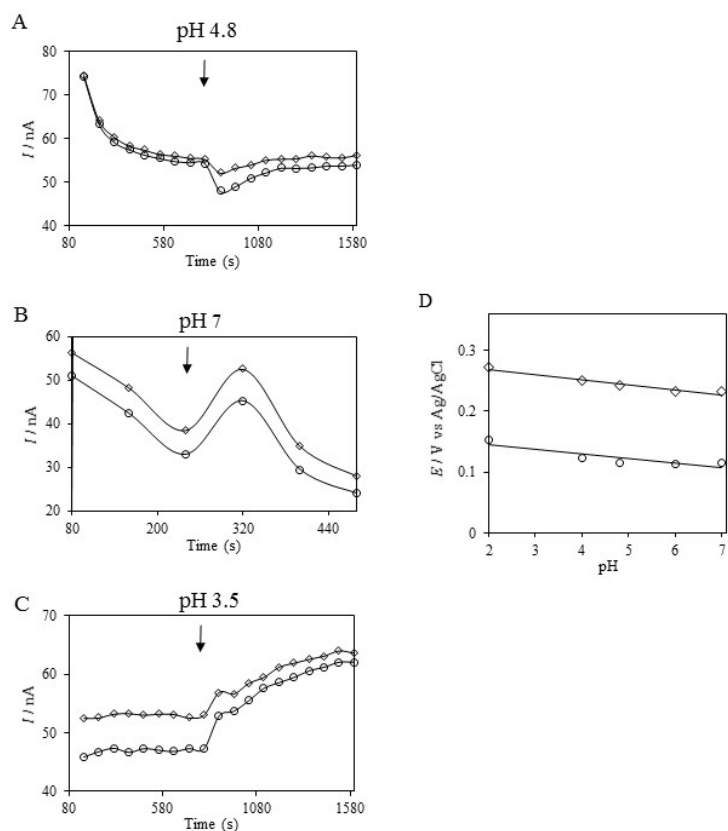 A
pH 4.8
80
70
60
50
40
I / nA
80 580 1080 1580
Time (s)
B
pH 7
60
50
40
30
20
I / nA
80 200 320 440
Time (s)
C
pH 3.5
70
60
50
40
I / nA
80 580 1080 1580
Time (s)
D
0.3
0.2
0.1
0
E / V vs Ag/AgCl
2 3 4 5 6 7
pH